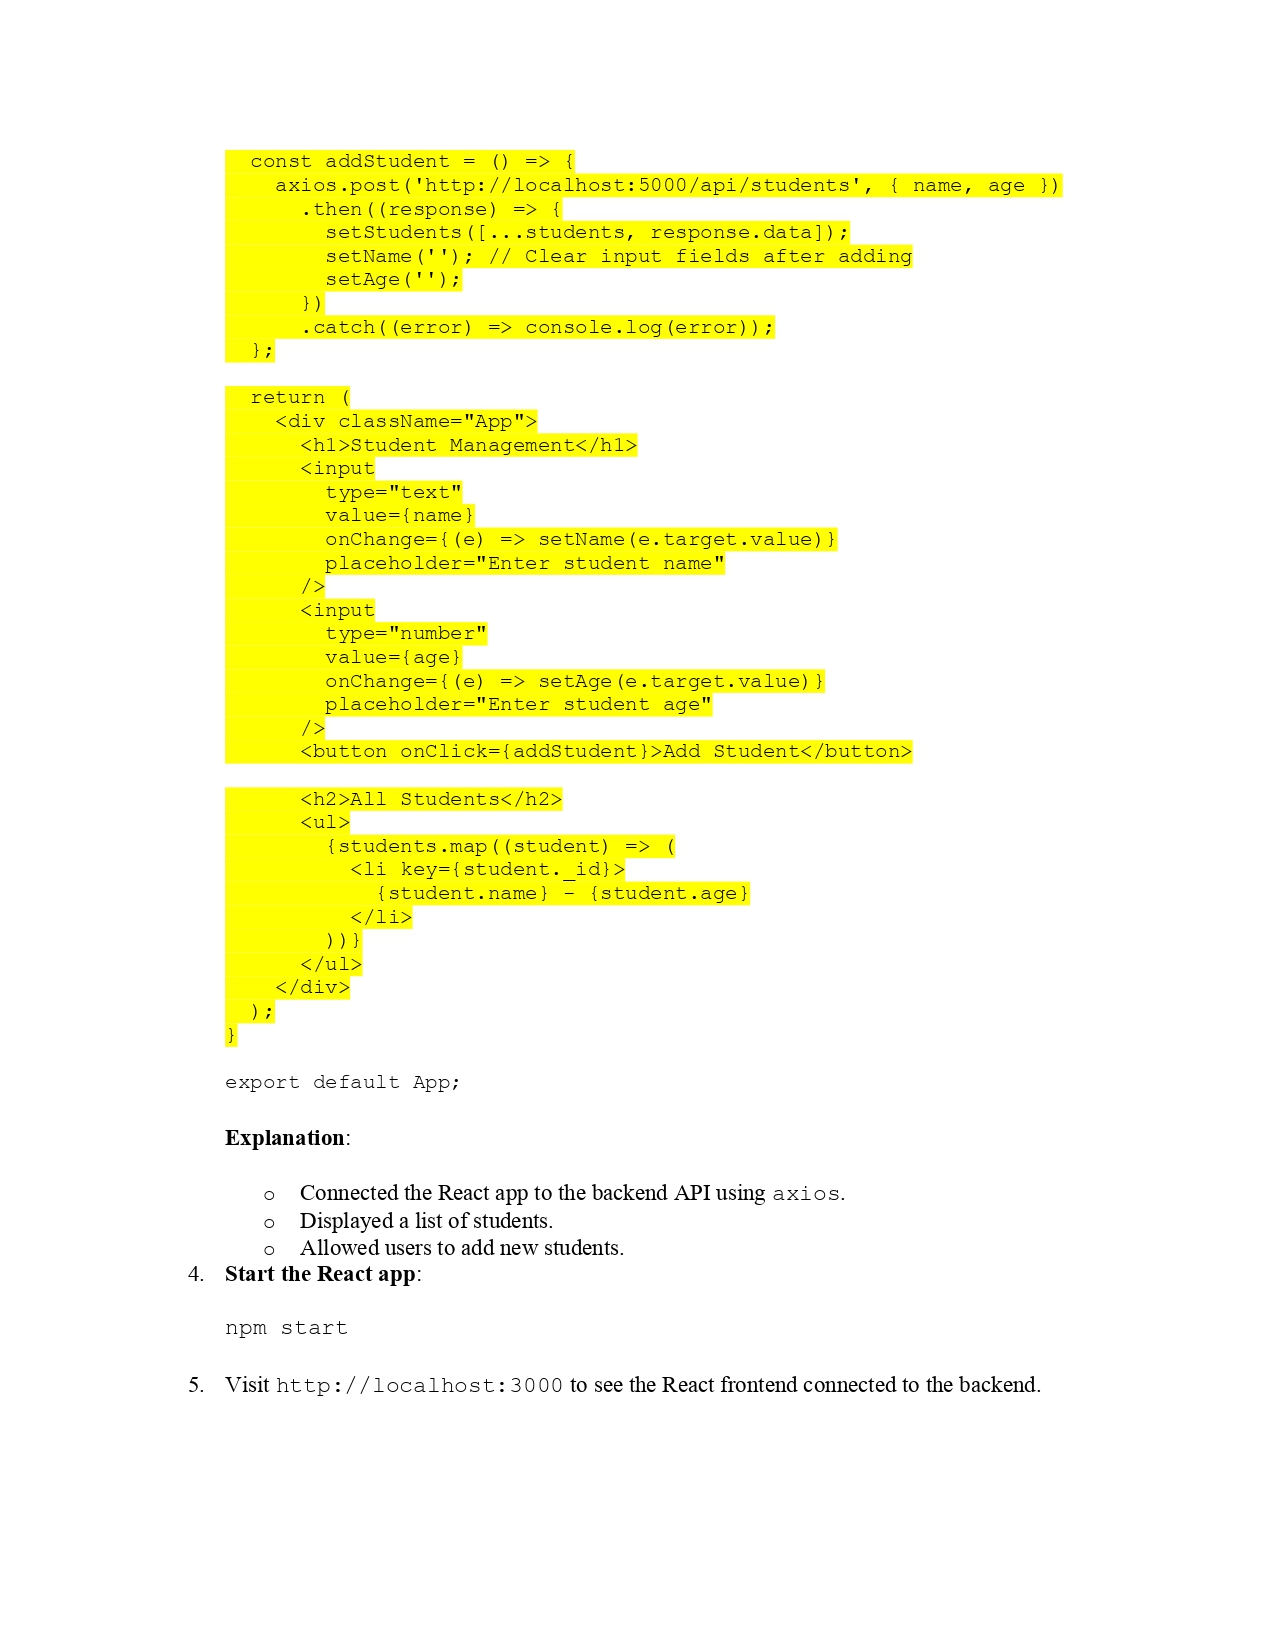 const addStudent = () => {
    axios.post('http://localhost:5000/api/students', { name, age })
      .then((response) => {
        setStudents([...students, response.data]);
        setName(''); // Clear input fields after adding
        setAge('');
      })
      .catch((error) => console.log(error));
  };

  return (
    <div className="App">
      <h1>Student Management</h1>
      <input
        type="text"
        value={name}
        onChange={(e) => setName(e.target.value)}
        placeholder="Enter student name"
      />
      <input
        type="number"
        value={age}
        onChange={(e) => setAge(e.target.value)}
        placeholder="Enter student age"
      />
      <button onClick={addStudent}>Add Student</button>

      <h2>All Students</h2>
      <ul>
        {students.map((student) => (
          <li key={student._id}>
            {student.name} - {student.age}
          </li>
        ))}
      </ul>
    </div>
  );
}

export default App;

Explanation:

o Connected the React app to the backend API using axios.
o Displayed a list of students.
o Allowed users to add new students.
4. Start the React app:

npm start

5. Visit http://localhost:3000 to see the React frontend connected to the backend.